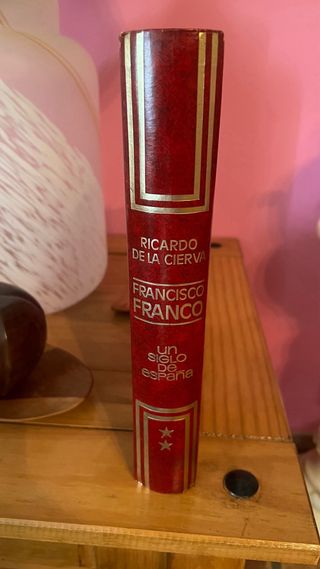 RICARDO
DE LA CIERVA
FRANCISCO
FRANCO
un
siglo
de
españa